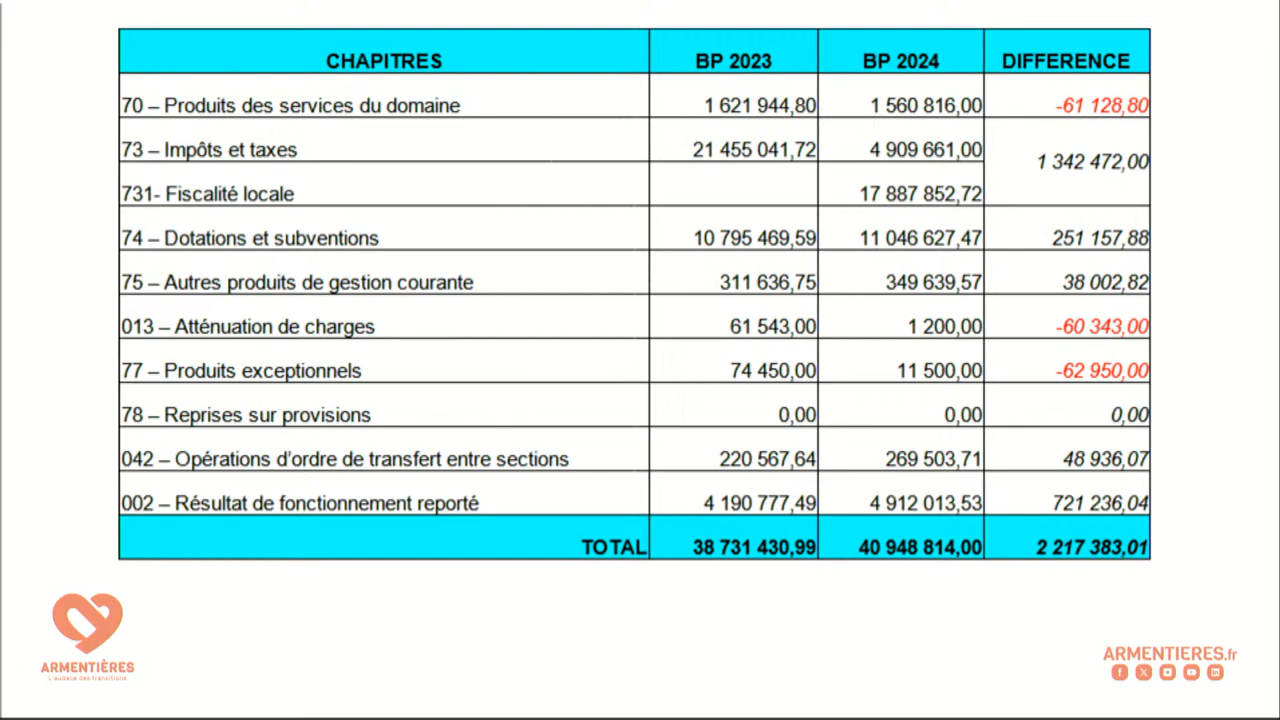 CHAPITRES BP 2023 BP 2024 DIFFERENCE
70 – Produits des services du domaine 1 621 944,80 1 560 816,00 -61 128,80
73 – Impôts et taxes 21 455 041,72 4 909 661,00 1 342 472,00
731- Fiscalité locale 17 887 852,72
74 – Dotations et subventions 10 795 469,59 11 046 627,47 251 157,88
75 – Autres produits de gestion courante 311 636,75 349 639,57 38 002,82
013 – Atténuation de charges 61 543,00 1 200,00 -60 343,00
77 – Produits exceptionnels 74 450,00 11 500,00 -62 950,00
78 – Reprises sur provisions 0,00 0,00 0,00
042 – Opérations d'ordre de transfert entre sections 220 567,64 269 503,71 48 936,07
002 – Résultat de fonctionnement reporté 4 190 777,49 4 912 013,53 721 236,04
TOTAL 38 731 430,99 40 948 814,00 2 217 383,01
ARMENTIÈRES
L'audace des transitions
ARMENTIERES.fr